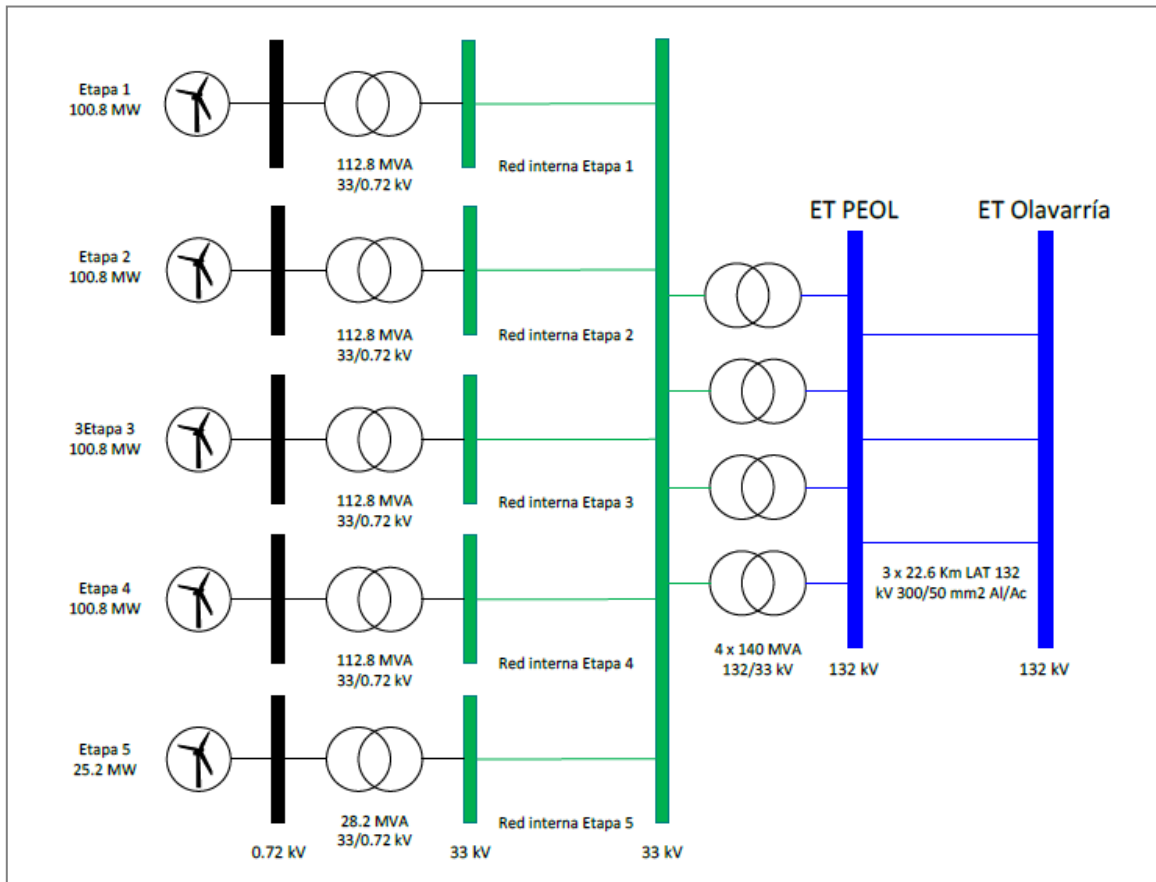 Etapa 1
100.8 MW
112.8 MVA
33/0.72 kV
Red interna Etapa 1
Etapa 2
100.8 MW
112.8 MVA
33/0.72 kV
Red interna Etapa 2
3Etapa 3
100.8 MW
112.8 MVA
33/0.72 kV
Red interna Etapa 3
Etapa 4
100.8 MW
112.8 MVA
33/0.72 kV
Red interna Etapa 4
Etapa 5
25.2 MW
28.2 MVA
33/0.72 kV
Red interna Etapa 5
0.72 kV
33 kV
33 kV
ET PEOL
ET Olavarría
3 x 22.6 Km LAT 132
kV 300/50 mm2 Al/Ac
4 x 140 MVA
132/33 kV
132 kV
132 kV